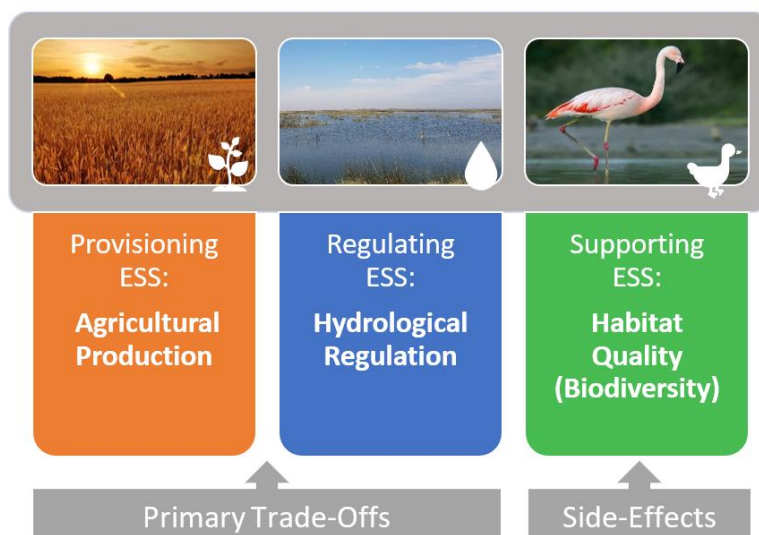 Provisioning
ESS:
Agricultural
Production
Regulating
ESS:
Hydrological
Regulation
Supporting
ESS:
Habitat
Quality
(Biodiversity)
Primary Trade-Offs
Side-Effects